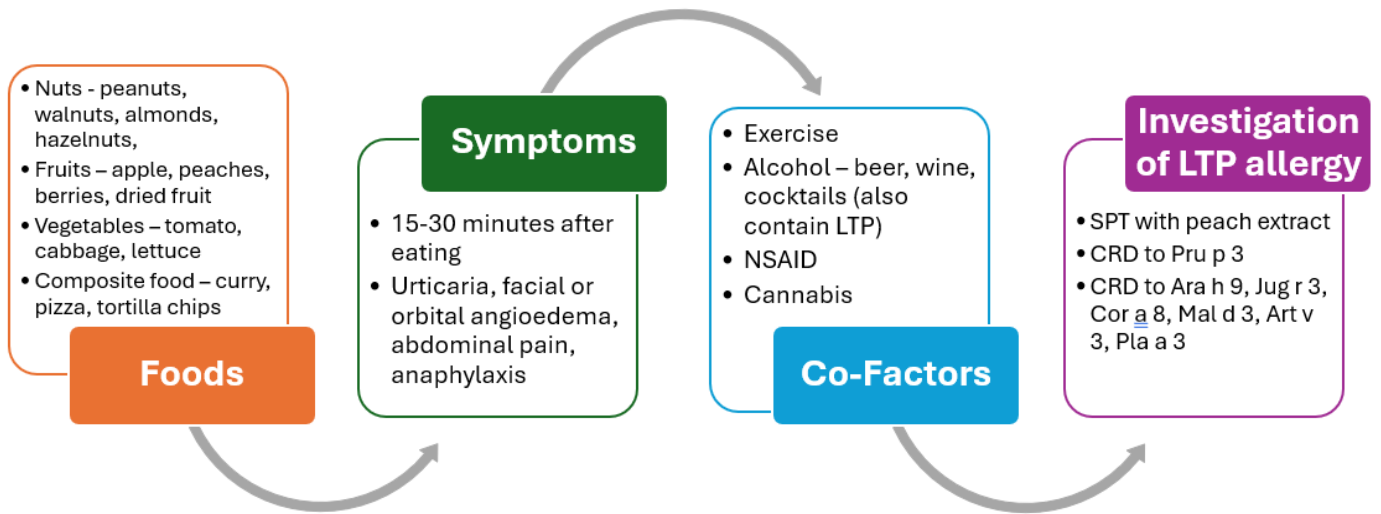 • Nuts - peanuts,
walnuts, almonds,
hazelnuts,
• Fruits – apple, peaches,
berries, dried fruit
• Vegetables – tomato,
cabbage, lettuce
• Composite food – curry,
pizza, tortilla chips
Foods
Symptoms
• 15-30 minutes after
eating
• Urticaria, facial or
orbital angioedema,
abdominal pain,
anaphylaxis
• Exercise
• Alcohol – beer, wine,
cocktails (also
contain LTP)
• NSAID
• Cannabis
Co-Factors
Investigation
of LTP allergy
• SPT with peach extract
• CRD to Pru p 3
• CRD to Ara h 9, Jug r 3,
Cor a 8, Mal d 3, Art v
3, Pla a 3